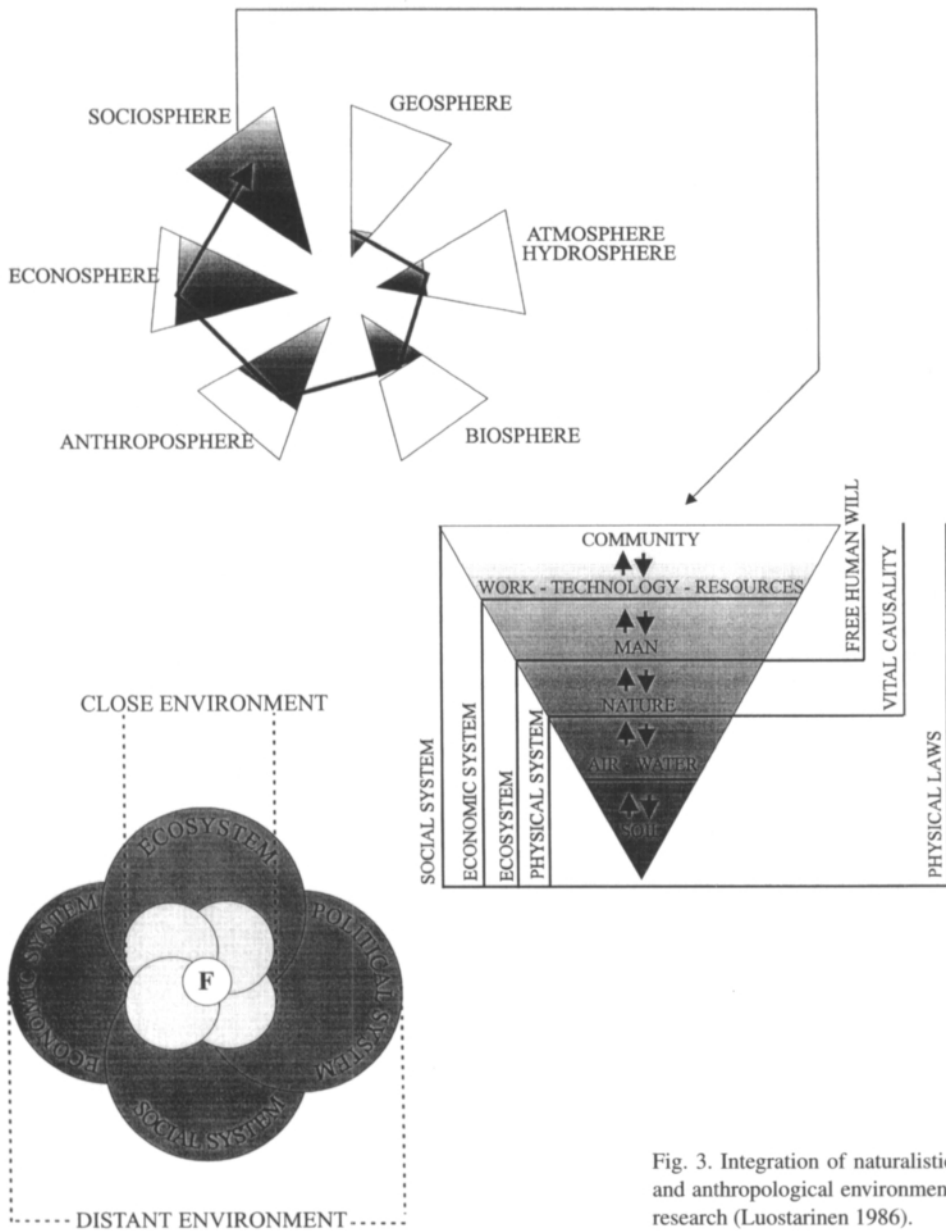 SOCIOSPHERE
GEOSPHERE
ATMOSPHERE
HYDROSPHERE
ECONOSPHERE
ANTHROPOSPHERE
BIOSPHERE
COMMUNITY
WORK - TECHNOLOGY - RESOURCES
MAN
NATURE
AIR - WATER
SOIL
SOCIAL SYSTEM
ECONOMIC SYSTEM
ECOSYSTEM
PHYSICAL SYSTEM
FREE HUMAN WILL
VITAL CAUSALITY
PHYSICAL LAWS
CLOSE ENVIRONMENT
ECOSYSTEM
ECONOMIC SYSTEM
POLITICAL SYSTEM
F
SOCIAL SYSTEM
DISTANT ENVIRONMENT
Fig. 3. Integration of naturalistic
and anthropological environment
research (Luostarinen 1986).